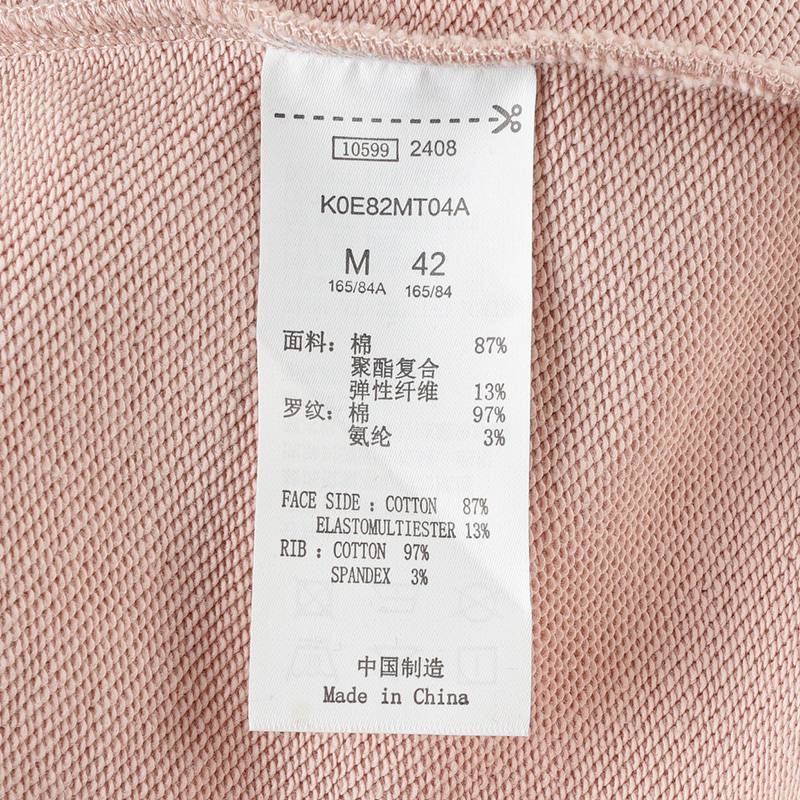 10599 2408
K0E82MT04A
M 42
165/84A 165/84
面料：棉 87%
聚酯复合
弹性纤维 13%
罗纹：棉 97%
氨纶 3%
FACE SIDE : COTTON 87%
ELASTOMULTIESTER 13%
RIB : COTTON 97%
SPANDEX 3%
中国制造
Made in China